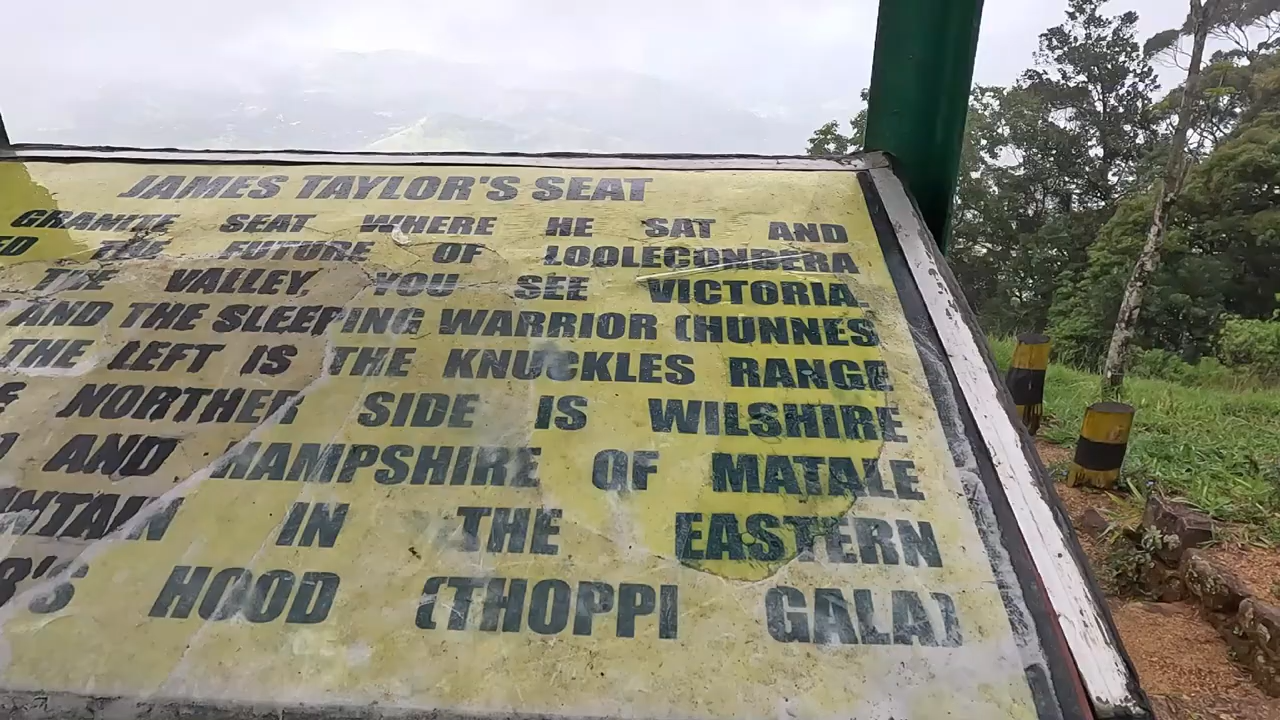 JAMES TAYLOR'S SEAT
GRANITE SEAT WHERE HE SAT AND
THE FUTURE OF LOOLECONDERA
THE VALLEY, YOU SEE VICTORIA
AND THE SLEEPING WARRIOR (HUNNES
THE LEFT IS THE KNUCKLES RANGE
NORTHER SIDE IS WILSHIRE
AND HAMPSHIRE OF MATALE
IN THE EASTERN
HOOD (THOPPI GALA)